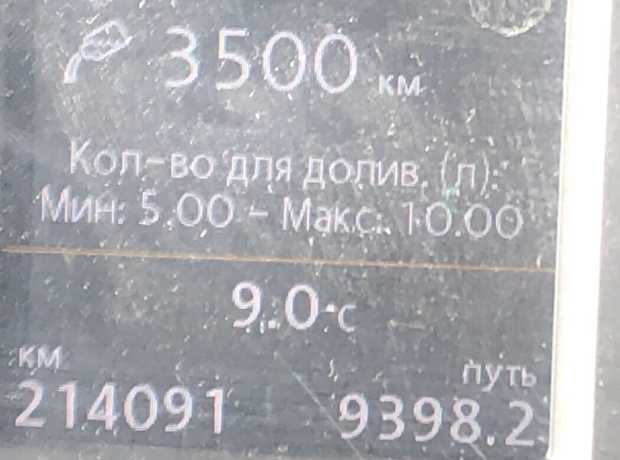 3500 км
Кол-во для долив. (л):
Мин: 5.00 – Макс: 10.00
9.0°C
км путь
214091 9398.2